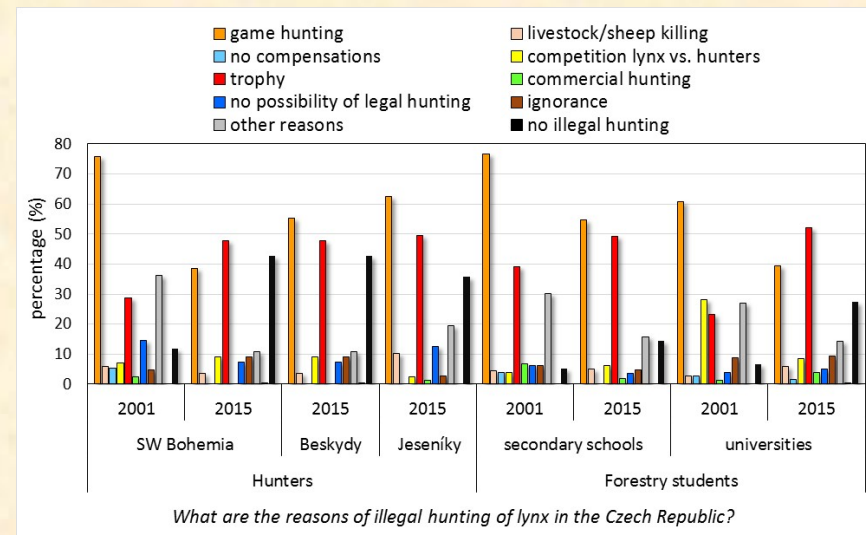 game hunting
livestock/sheep killing
no compensations
competition lynx vs. hunters
trophy
commercial hunting
no possibility of legal hunting
ignorance
other reasons
no illegal hunting
percentage (%)
80
70
60
50
40
30
20
10
0
2001
2015
2015
2015
2001
2015
2001
2015
SW Bohemia
Beskydy
Jeseníky
secondary schools
universities
Hunters
Forestry students
What are the reasons of illegal hunting of lynx in the Czech Republic?